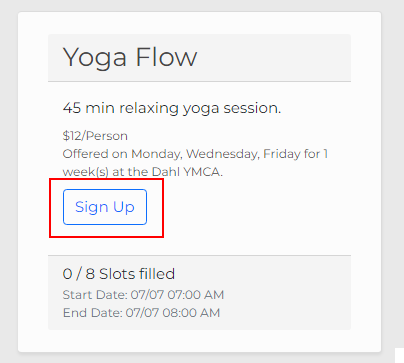 Yoga Flow
45 min relaxing yoga session.
$12/Person
Offered on Monday, Wednesday, Friday for 1
week(s) at the Dahl YMCA.
Sign Up
0 / 8 Slots filled
Start Date: 07/07 07:00 AM
End Date: 07/07 08:00 AM